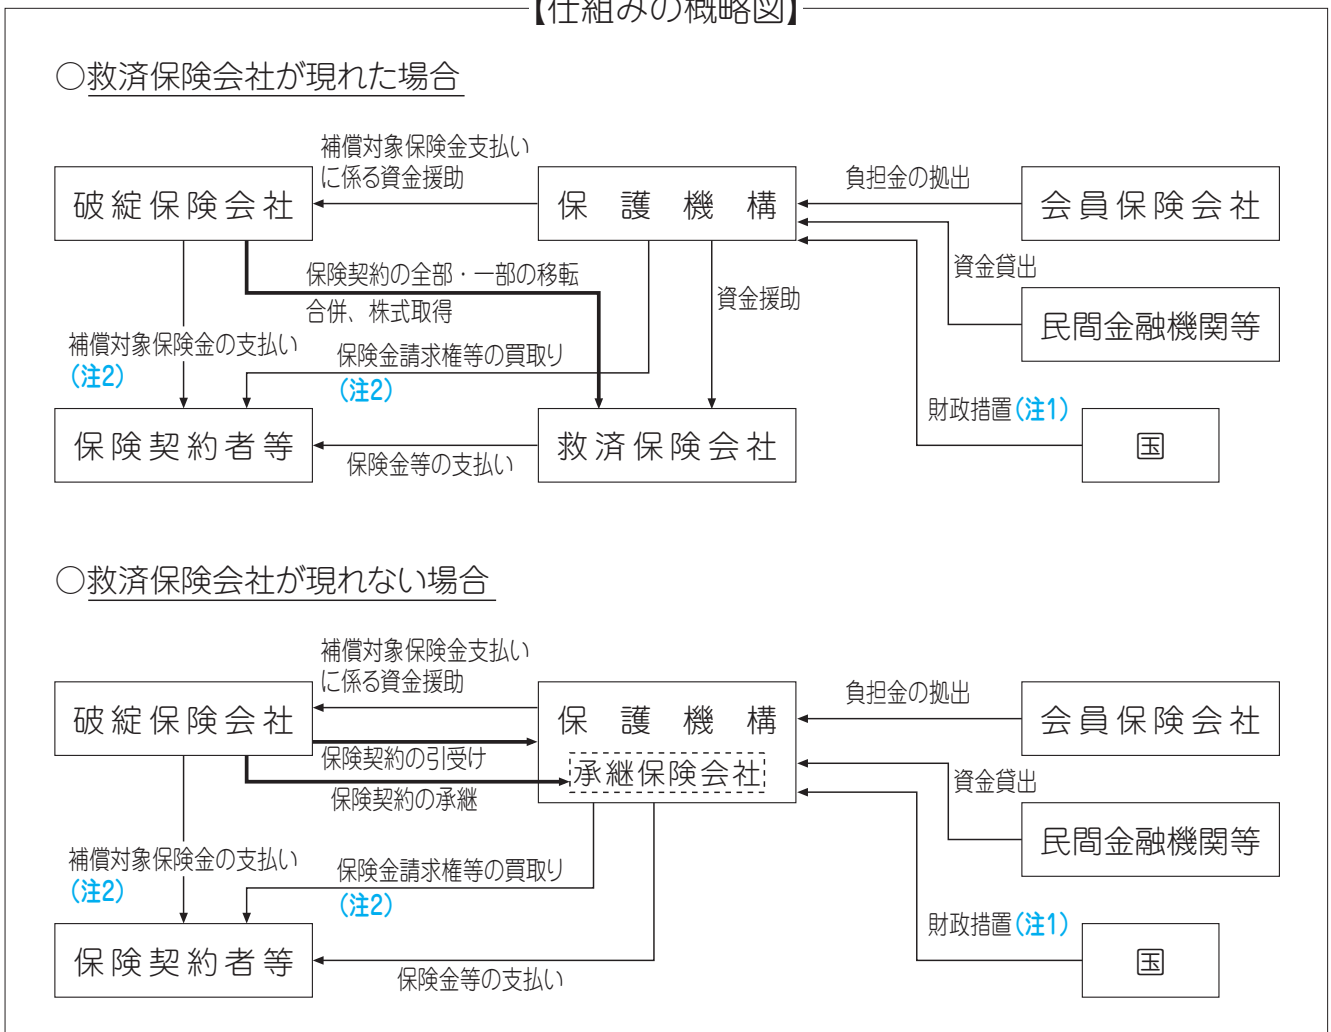 【仕組みの概略図】
○救済保険会社が現れた場合
補償対象保険金支払い
に係る資金援助
破綻保険会社
保護機構
負担金の拠出
会員保険会社
保険契約の全部・一部の移転
合併、株式取得
資金援助
資金貸出
民間金融機関等
補償対象保険金の支払い
(注2)
保険金請求権等の買取り
(注2)
財政措置(注1)
保険契約者等
保険金等の支払い
救済保険会社
国
○救済保険会社が現れない場合
補償対象保険金支払い
に係る資金援助
破綻保険会社
保護機構
負担金の拠出
会員保険会社
保険契約の引受け
承継保険会社
保険契約の承継
資金貸出
民間金融機関等
補償対象保険金の支払い
(注2)
保険金請求権等の買取り
(注2)
財政措置(注1)
保険契約者等
保険金等の支払い
国